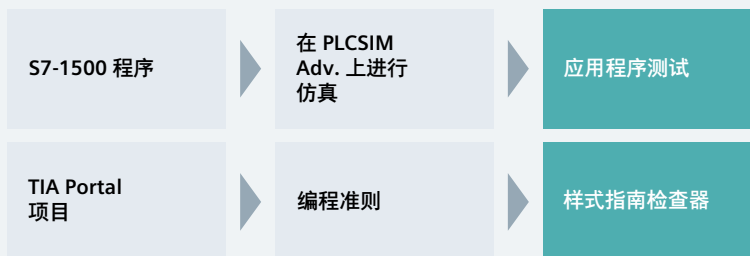 S7-1500 程序
在 PLCSIM
Adv. 上进行
仿真
应用程序测试
TIA Portal
项目
编程准则
样式指南检查器